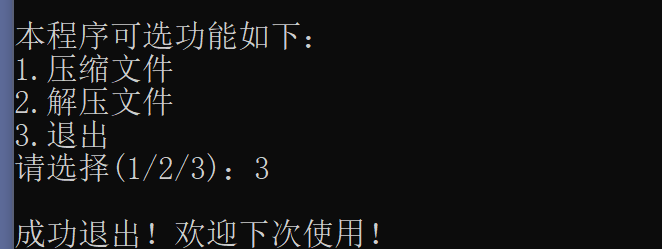 本程序可选功能如下：
1.压缩文件
2.解压文件
3.退出
请选择(1/2/3)：3
成功退出！欢迎下次使用！